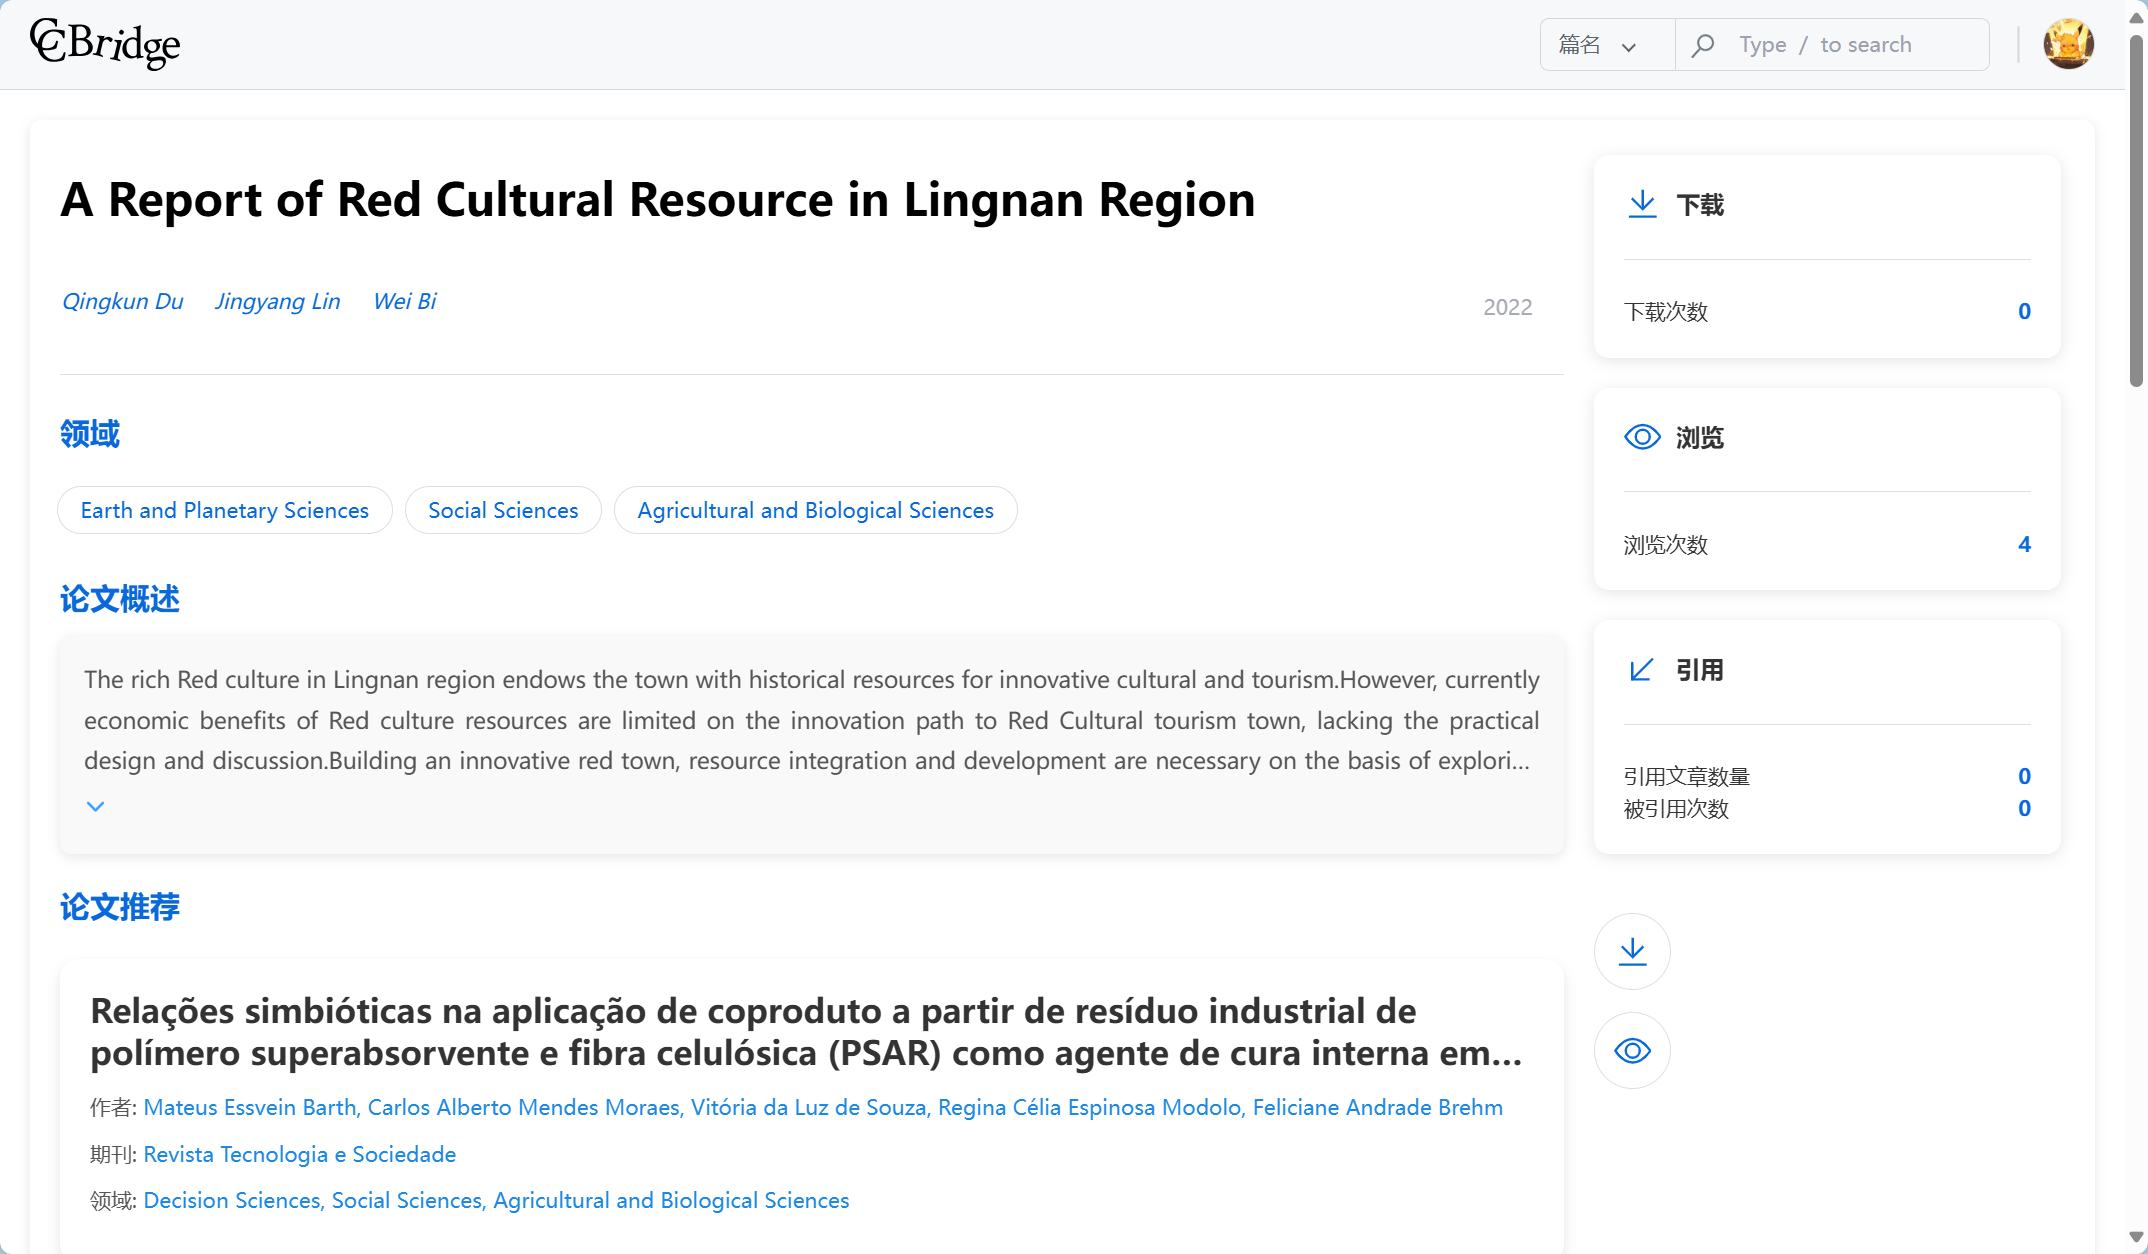 CCBridge
篇名
Type / to search
A Report of Red Cultural Resource in Lingnan Region
Qingkun Du Jingyang Lin Wei Bi
2022
领域
Earth and Planetary Sciences
Social Sciences
Agricultural and Biological Sciences
论文概述
The rich Red culture in Lingnan region endows the town with historical resources for innovative cultural and tourism.However, currently
economic benefits of Red culture resources are limited on the innovation path to Red Cultural tourism town, lacking the practical
design and discussion.Building an innovative red town, resource integration and development are necessary on the basis of explori...
论文推荐
Relações simbióticas na aplicação de coproduto a partir de resíduo industrial de
polímero superabsorvente e fibra celulósica (PSAR) como agente de cura interna em...
作者: Mateus Essvein Barth, Carlos Alberto Mendes Moraes, Vitória da Luz de Souza, Regina Célia Espinosa Modolo, Feliciane Andrade Brehm
期刊: Revista Tecnologia e Sociedade
领域: Decision Sciences, Social Sciences, Agricultural and Biological Sciences
下载
下载次数 0
浏览
浏览次数 4
引用
引用文章数量 0
被引用次数 0